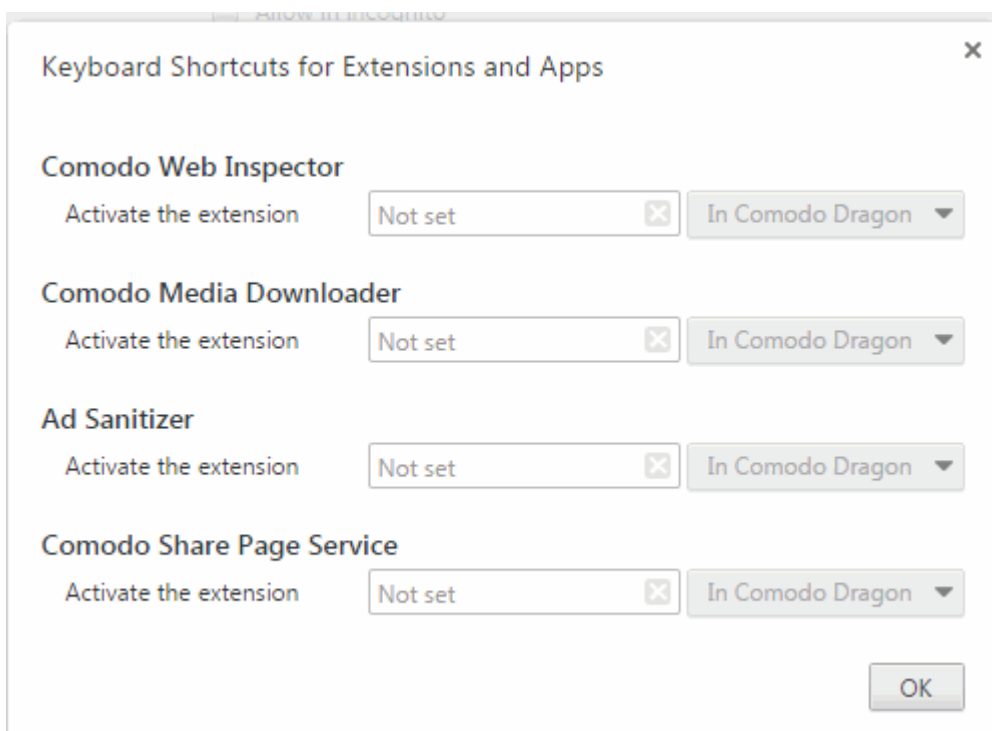 Allow in Incognito
Keyboard Shortcuts for Extensions and Apps
Comodo Web Inspector
Activate the extension Not set In Comodo Dragon
Comodo Media Downloader
Activate the extension Not set In Comodo Dragon
Ad Sanitizer
Activate the extension Not set In Comodo Dragon
Comodo Share Page Service
Activate the extension Not set In Comodo Dragon
OK